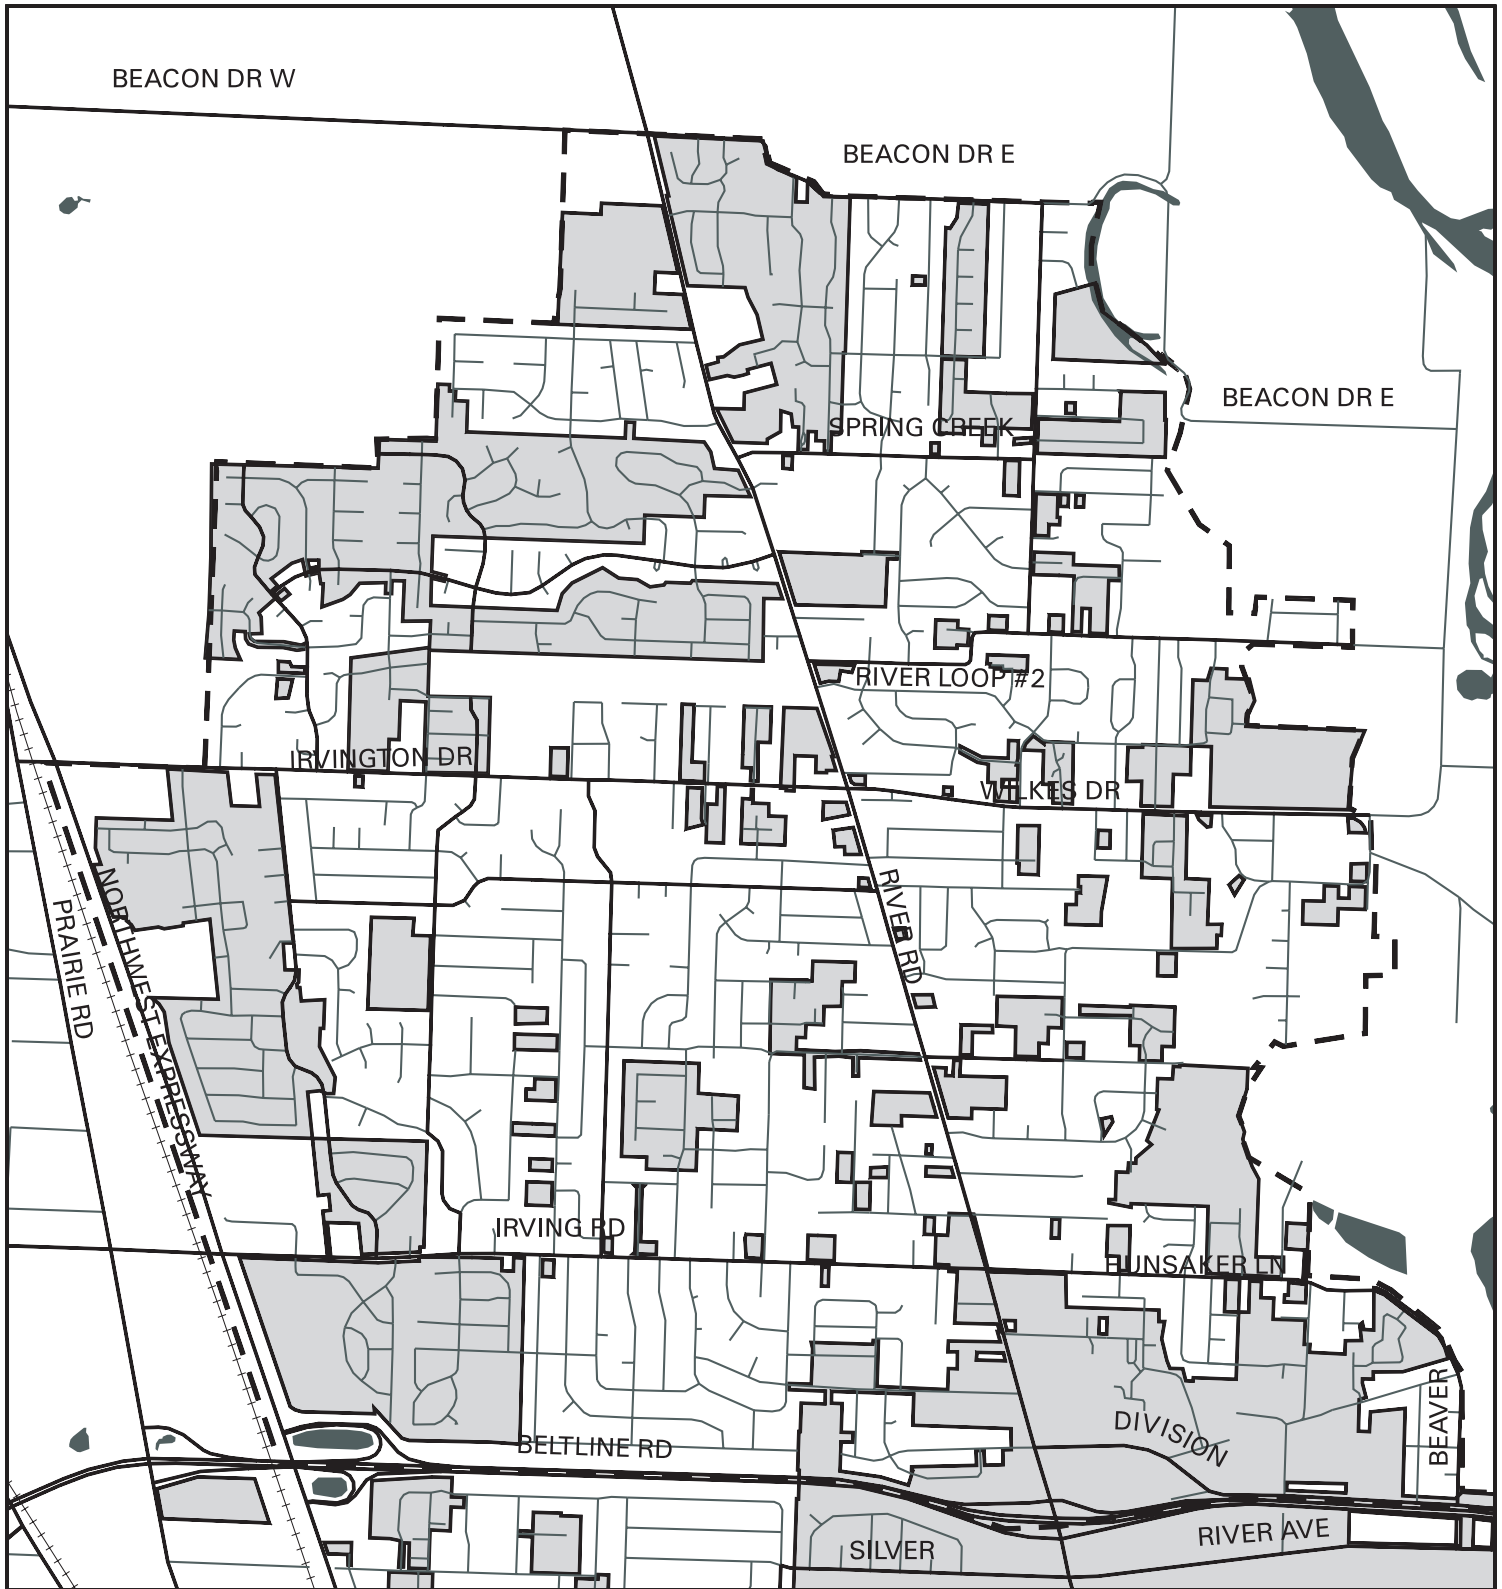 BEACON DR W
BEACON DR E
BEACON DR E
SPRING CREEK
RIVER LOOP #2
IRVINGTON DR
WILKES DR
RIVER RD
NORTHWEST EXPRESSWAY
PRAIRIE RD
IRVING RD
HUNSAKER LN
BEAVER
DIVISION
BELTLINE RD
RIVER AVE
SILVER